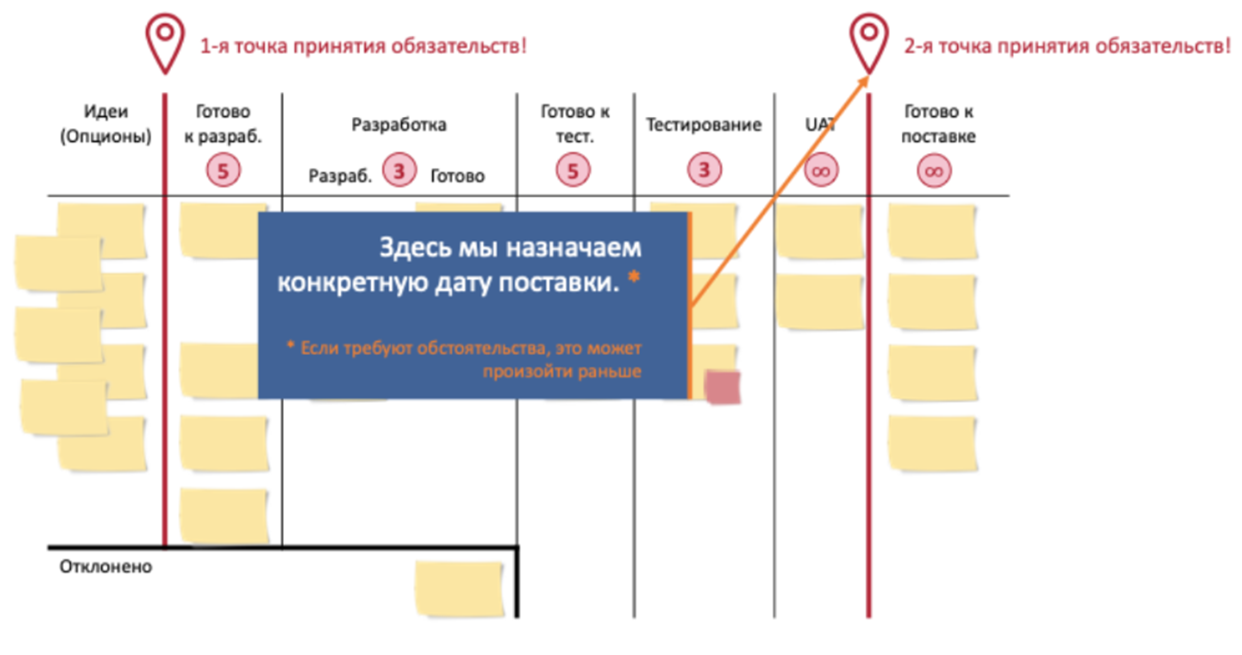 1-я точка принятия обязательств!
2-я точка принятия обязательств!
Идеи
(Опционы)
Готово
к разраб.
5
Разработка
Разраб.
3
Готово
Готово к
тест.
5
Тестирование
3
UAT
∞
Готово к
поставке
∞
Здесь мы назначаем
конкретную дату поставки. *
* Если требуют обстоятельства, это может
произойти раньше
Отклонено